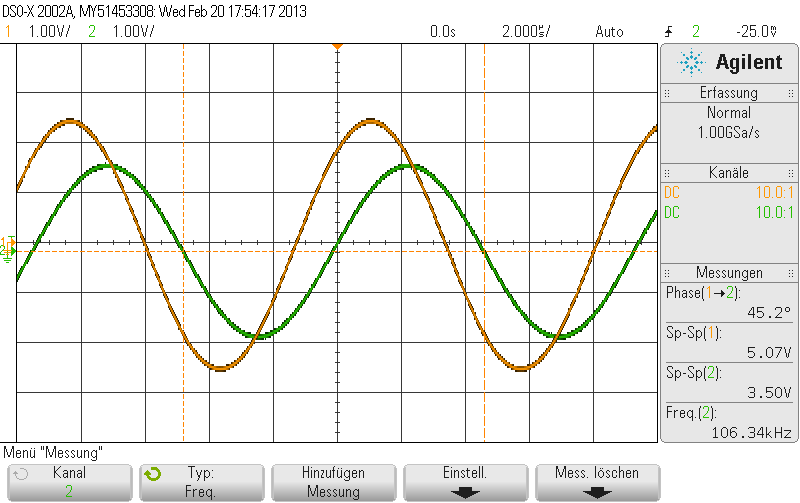 DSO-X 2002A, MY51453308: Wed Feb 20 17:54:17 2013
1 1.00V/ 2 1.00V/ 0.0s 2.000µs/ Auto 2 -25.0mV
Agilent
Erfassung
Normal
1.00GSa/s
Kanäle
DC 10.0:1
DC 10.0:1
Messungen
Phase(1→2):
45.2°
Sp-Sp(1):
5.07V
Sp-Sp(2):
3.50V
Freq.(2):
106.34kHz
1
T
2
Menü "Messung"
Kanal
2
Typ:
Freq.
Hinzufügen
Messung
Einstell.
Mess. löschen